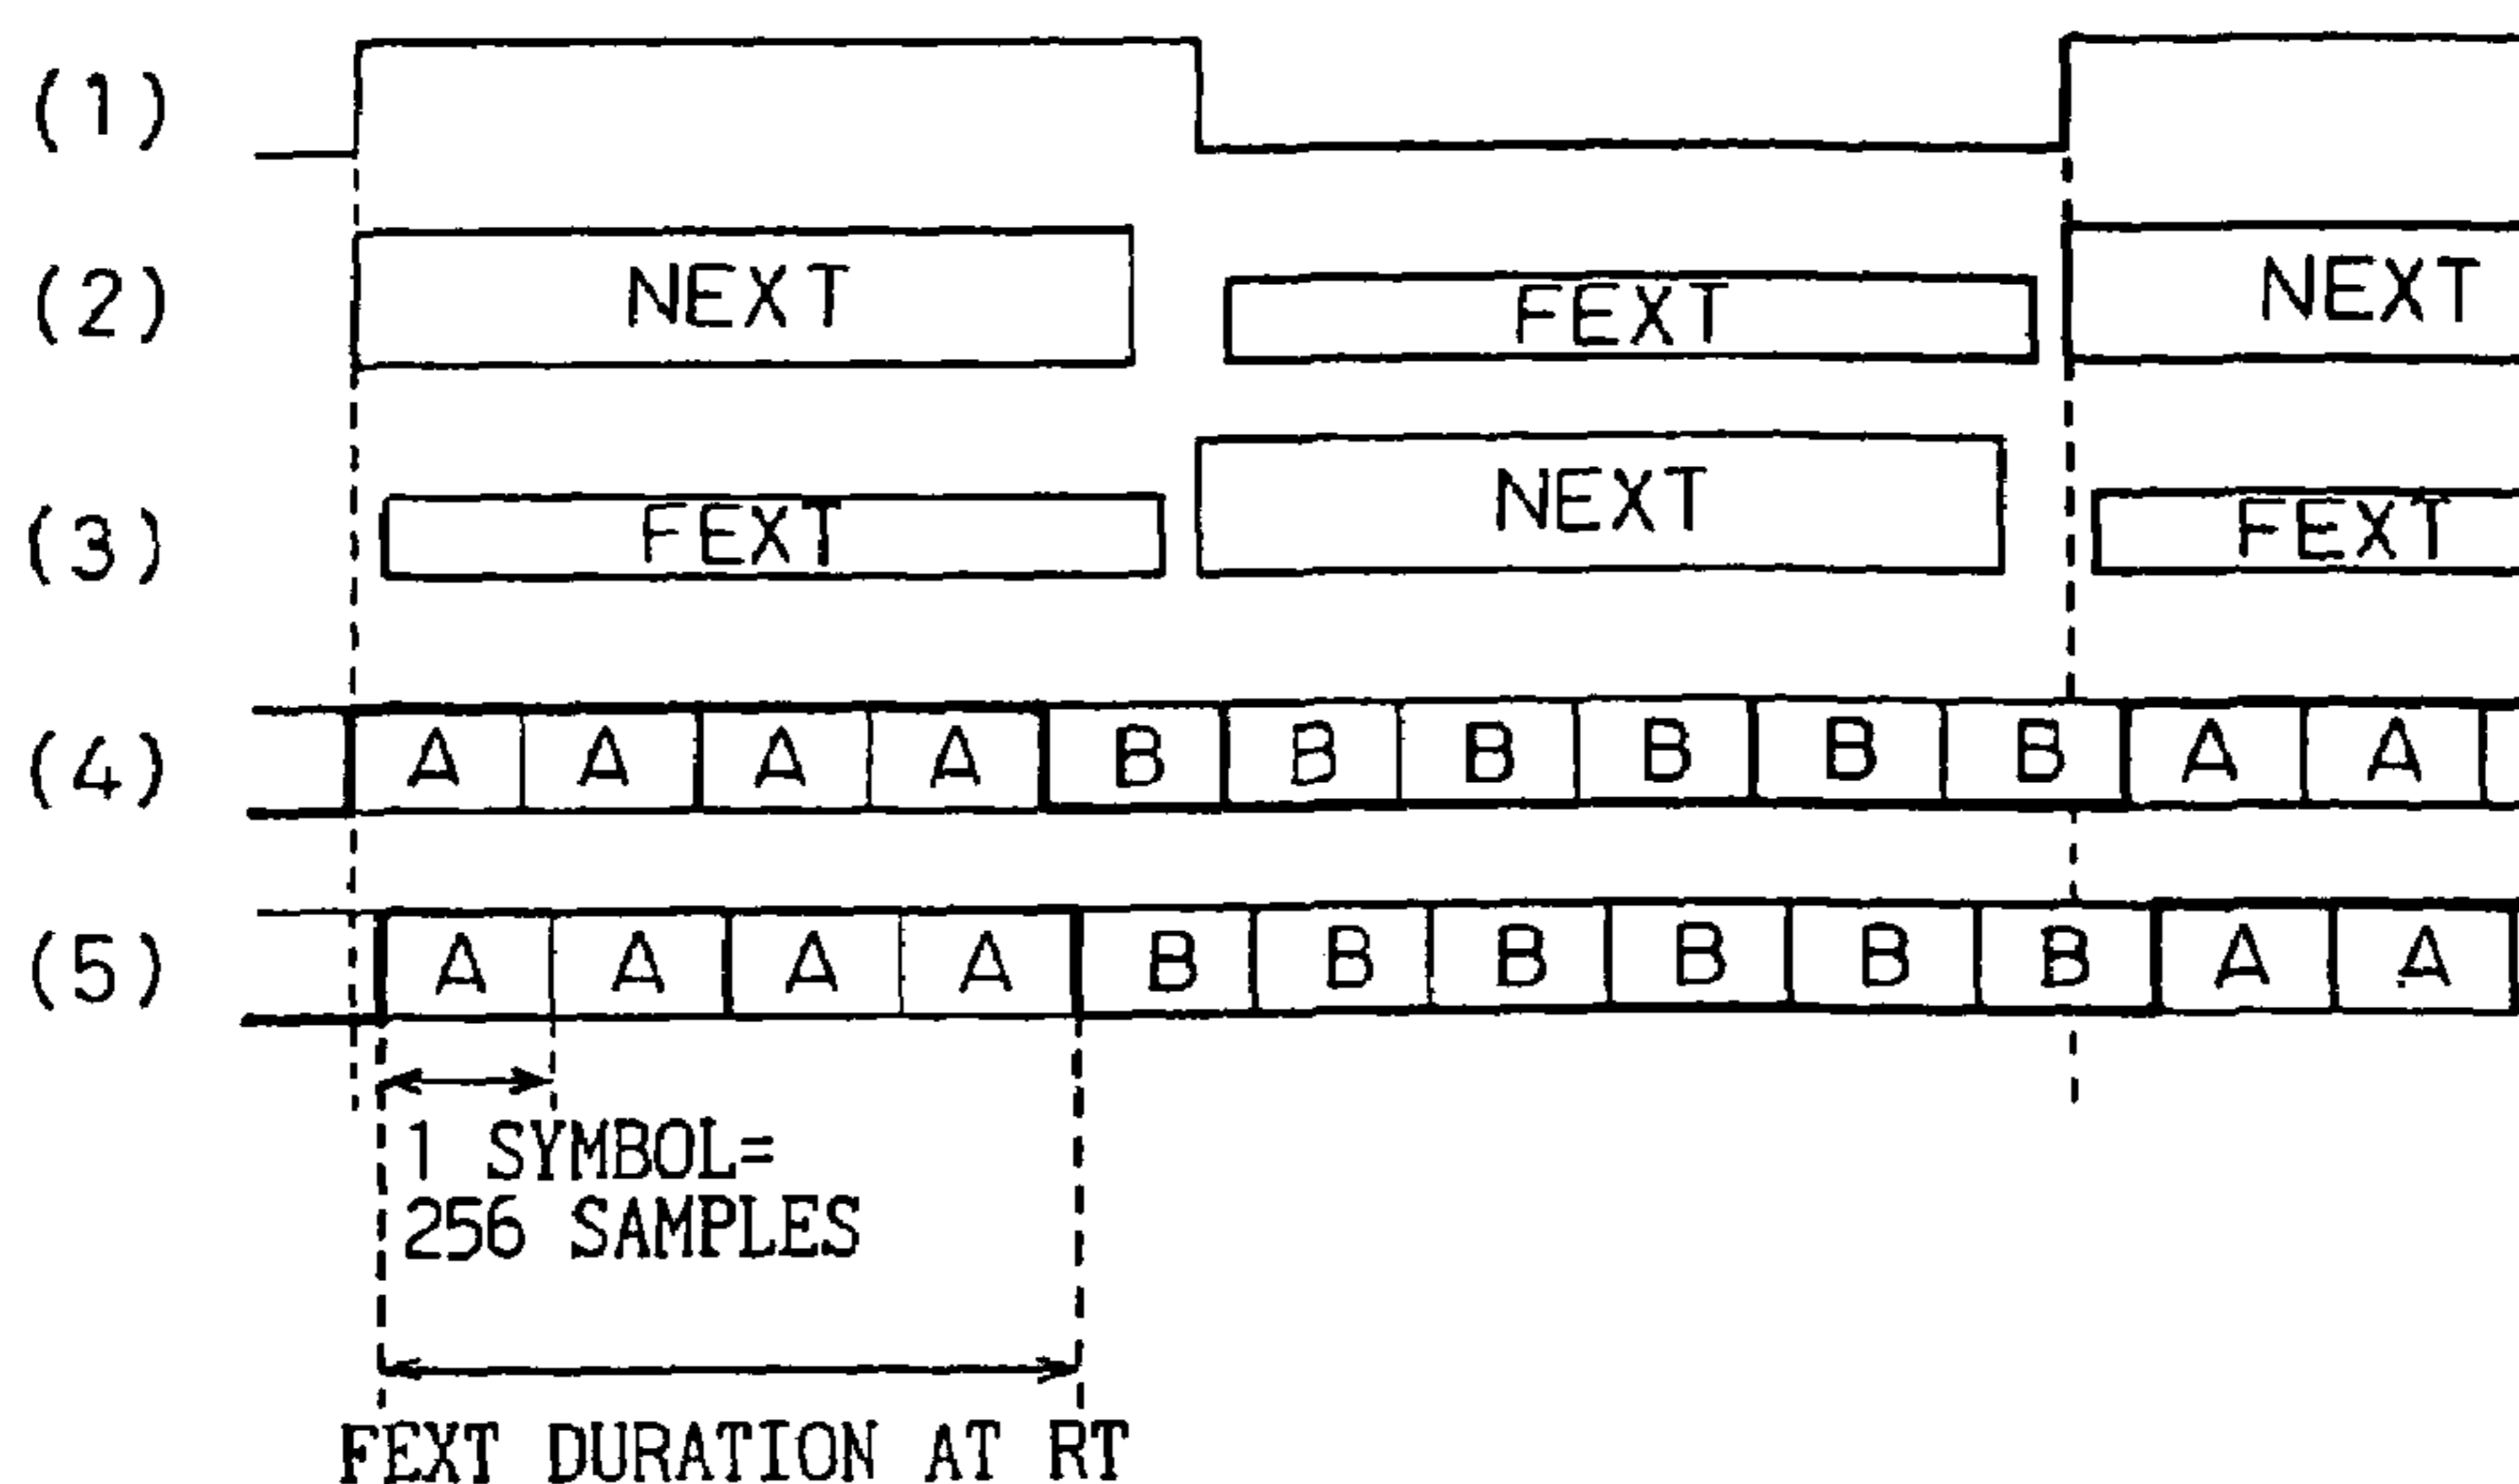 (1)
(2) NEXT FEXT NEXT
(3) FEXT NEXT FEXT
(4) A A A A B B B B B B A A
(5) A A A A B B B B B B A A
1 SYMBOL=
256 SAMPLES
FEXT DURATION AT RT